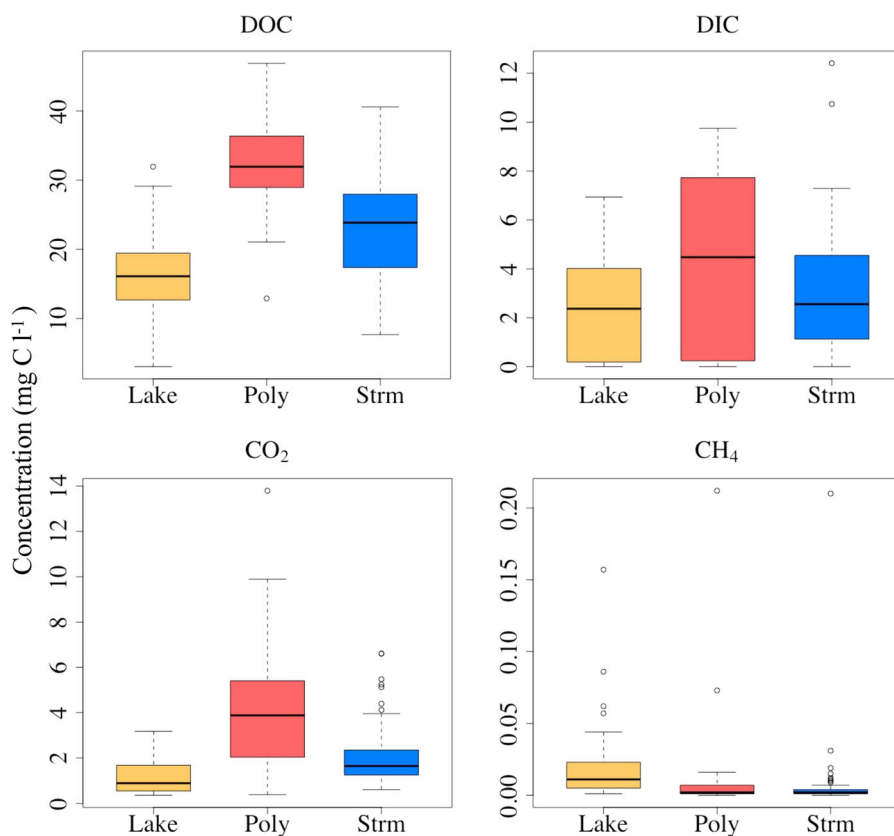 DOC
40
30
20
10
Lake Poly Strm
DIC
12
10
8
6
4
2
0
Lake Poly Strm
Concentration (mg C l⁻¹)
CO₂
14
12
10
8
6
4
2
0
Lake Poly Strm
CH₄
0.20
0.15
0.10
0.05
0.00
Lake Poly Strm